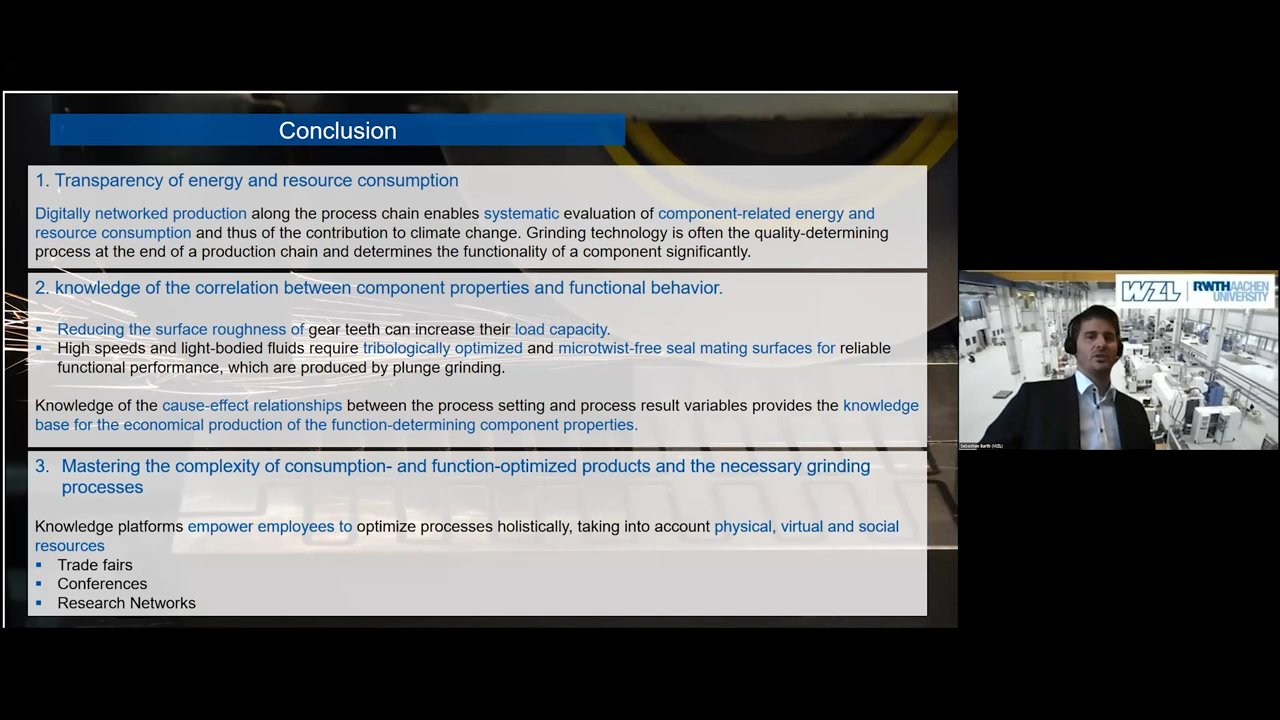 Conclusion
1. Transparency of energy and resource consumption
Digitally networked production along the process chain enables systematic evaluation of component-related energy and
resource consumption and thus of the contribution to climate change. Grinding technology is often the quality-determining
process at the end of a production chain and determines the functionality of a component significantly.
2. knowledge of the correlation between component properties and functional behavior.
▪ Reducing the surface roughness of gear teeth can increase their load capacity.
▪ High speeds and light-bodied fluids require tribologically optimized and microtwist-free seal mating surfaces for reliable
functional performance, which are produced by plunge grinding.
Knowledge of the cause-effect relationships between the process setting and process result variables provides the knowledge
base for the economical production of the function-determining component properties.
3. Mastering the complexity of consumption- and function-optimized products and the necessary grinding
processes
Knowledge platforms empower employees to optimize processes holistically, taking into account physical, virtual and social
resources
▪ Trade fairs
▪ Conferences
▪ Research Networks
WZL | RWTH AACHEN
UNIVERSITY
Sebastian Barth (WZL)